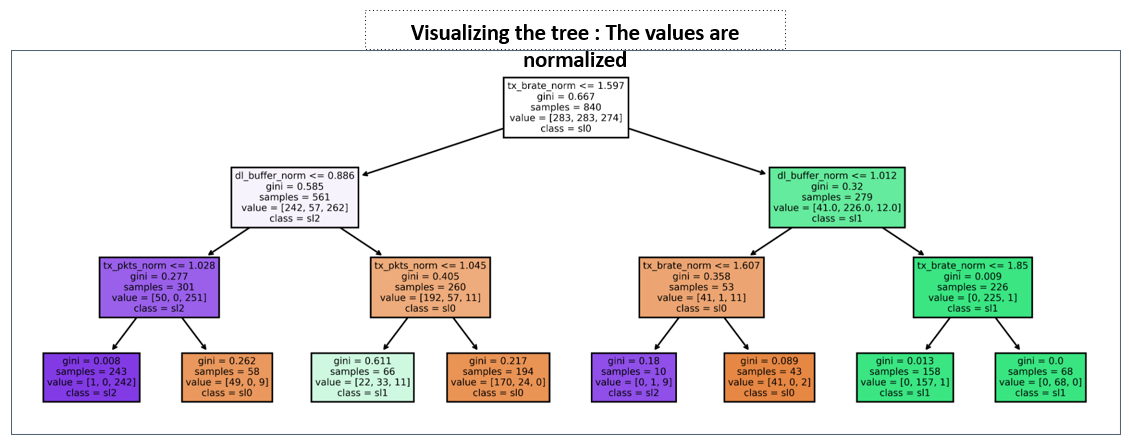 Visualizing the tree : The values are
normalized
tx_brate_norm <= 1.597
gini = 0.667
samples = 840
value = [283, 283, 274]
class = sl0
dl_buffer_norm <= 0.886
gini = 0.585
samples = 561
value = [242, 57, 262]
class = sl2
dl_buffer_norm <= 1.012
gini = 0.32
samples = 279
value = [41.0, 226.0, 12.0]
class = sl1
tx_pkts_norm <= 1.028
gini = 0.277
samples = 301
value = [50, 0, 251]
class = sl2
tx_pkts_norm <= 1.045
gini = 0.405
samples = 260
value = [192, 57, 11]
class = sl0
tx_brate_norm <= 1.607
gini = 0.358
samples = 53
value = [41, 1, 11]
class = sl0
tx_brate_norm <= 1.85
gini = 0.009
samples = 226
value = [0, 225, 1]
class = sl1
gini = 0.008
samples = 243
value = [1, 0, 242]
class = sl2
gini = 0.262
samples = 58
value = [49, 0, 9]
class = sl0
gini = 0.611
samples = 66
value = [22, 33, 11]
class = sl1
gini = 0.217
samples = 194
value = [170, 24, 0]
class = sl0
gini = 0.18
samples = 10
value = [0, 1, 9]
class = sl2
gini = 0.089
samples = 43
value = [41, 0, 2]
class = sl0
gini = 0.013
samples = 158
value = [0, 157, 1]
class = sl1
gini = 0.0
samples = 68
value = [0, 68, 0]
class = sl1